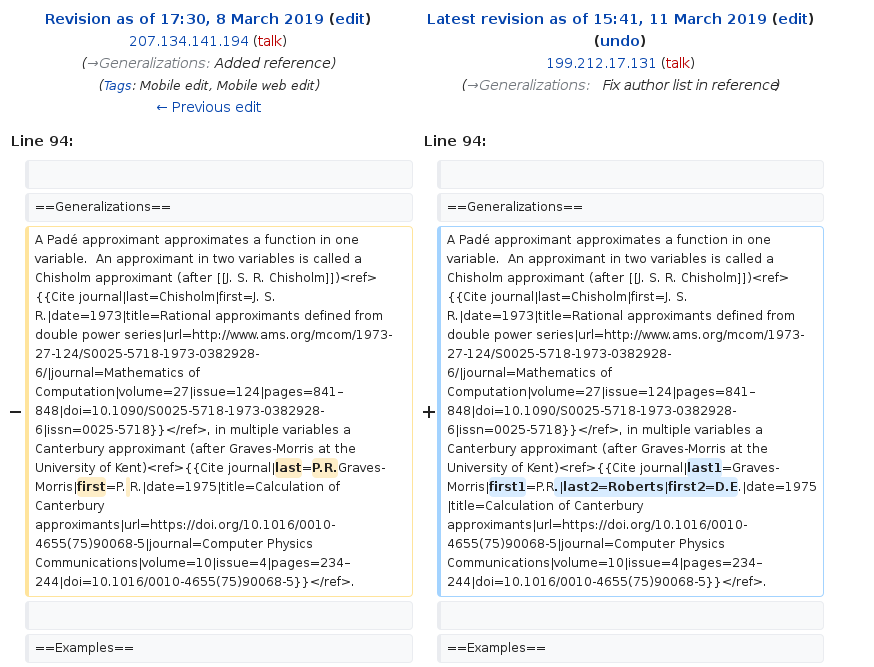 Revision as of 17:30, 8 March 2019 (edit)
207.134.141.194 (talk)
(→Generalizations: Added reference)
(Tags: Mobile edit, Mobile web edit)
← Previous edit
Latest revision as of 15:41, 11 March 2019 (edit)
(undo)
199.212.17.131 (talk)
(→Generalizations: Fix author list in reference)
Line 94:
Line 94:
==Generalizations==
==Generalizations==
−
A Padé approximant approximates a function in one
variable.  An approximant in two variables is called a
Chisholm approximant (after [[J. S. R. Chisholm]])<ref>
{{Cite journal|last=Chisholm|first=J. S.
R.|date=1973|title=Rational approximants defined from
double power series|url=http://www.ams.org/mcom/1973-
27-124/S0025-5718-1973-0382928-
6/|journal=Mathematics of
Computation|volume=27|issue=124|pages=841–
848|doi=10.1090/S0025-5718-1973-0382928-
6|issn=0025-5718}}</ref>, in multiple variables a
Canterbury approximant (after Graves-Morris at the
University of Kent)<ref>{{Cite journal|last=P.R.Graves-
Morris|first=P. R.|date=1975|title=Calculation of
Canterbury
approximants|url=https://doi.org/10.1016/0010-
4655(75)90068-5|journal=Computer Physics
Communications|volume=10|issue=4|pages=234–
244|doi=10.1016/0010-4655(75)90068-5}}</ref>.
+
A Padé approximant approximates a function in one
variable.  An approximant in two variables is called a
Chisholm approximant (after [[J. S. R. Chisholm]])<ref>
{{Cite journal|last=Chisholm|first=J. S.
R.|date=1973|title=Rational approximants defined from
double power series|url=http://www.ams.org/mcom/1973-
27-124/S0025-5718-1973-0382928-
6/|journal=Mathematics of
Computation|volume=27|issue=124|pages=841–
848|doi=10.1090/S0025-5718-1973-0382928-
6|issn=0025-5718}}</ref>, in multiple variables a
Canterbury approximant (after Graves-Morris at the
University of Kent)<ref>{{Cite journal|last1=Graves-
Morris|first1=P.R.|last2=Roberts|first2=D.E.|date=1975
|title=Calculation of Canterbury
approximants|url=https://doi.org/10.1016/0010-
4655(75)90068-5|journal=Computer Physics
Communications|volume=10|issue=4|pages=234–
244|doi=10.1016/0010-4655(75)90068-5}}</ref>.
==Examples==
==Examples==